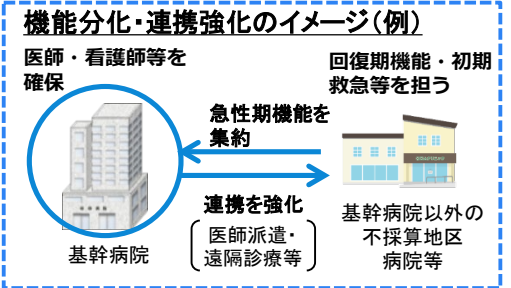 機能分化・連携強化のイメージ（例）
医師・看護師等を
確保
回復期機能・初期
救急等を担う
急性期機能を
集約
連携を強化
医師派遣・
遠隔診療等
基幹病院
基幹病院以外の
不採算地区
病院等